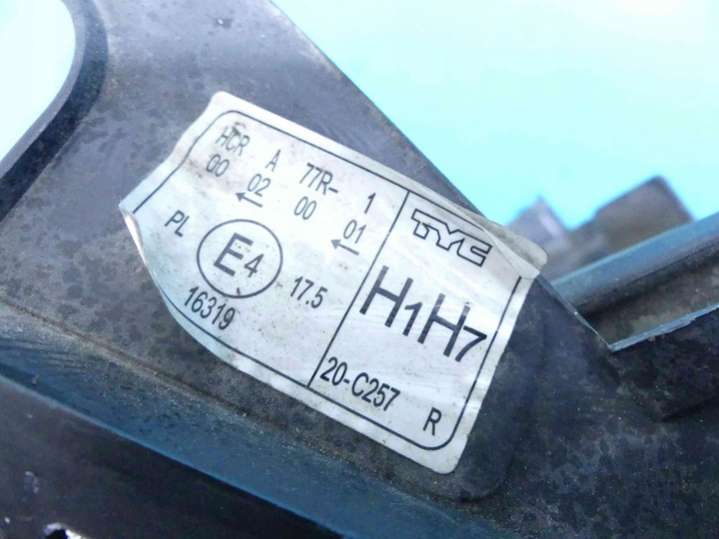 HCR A 77R- 1
00 02 00 01
← ←
PL E4 17.5
16319
TYC
H1H7
20-C257 R